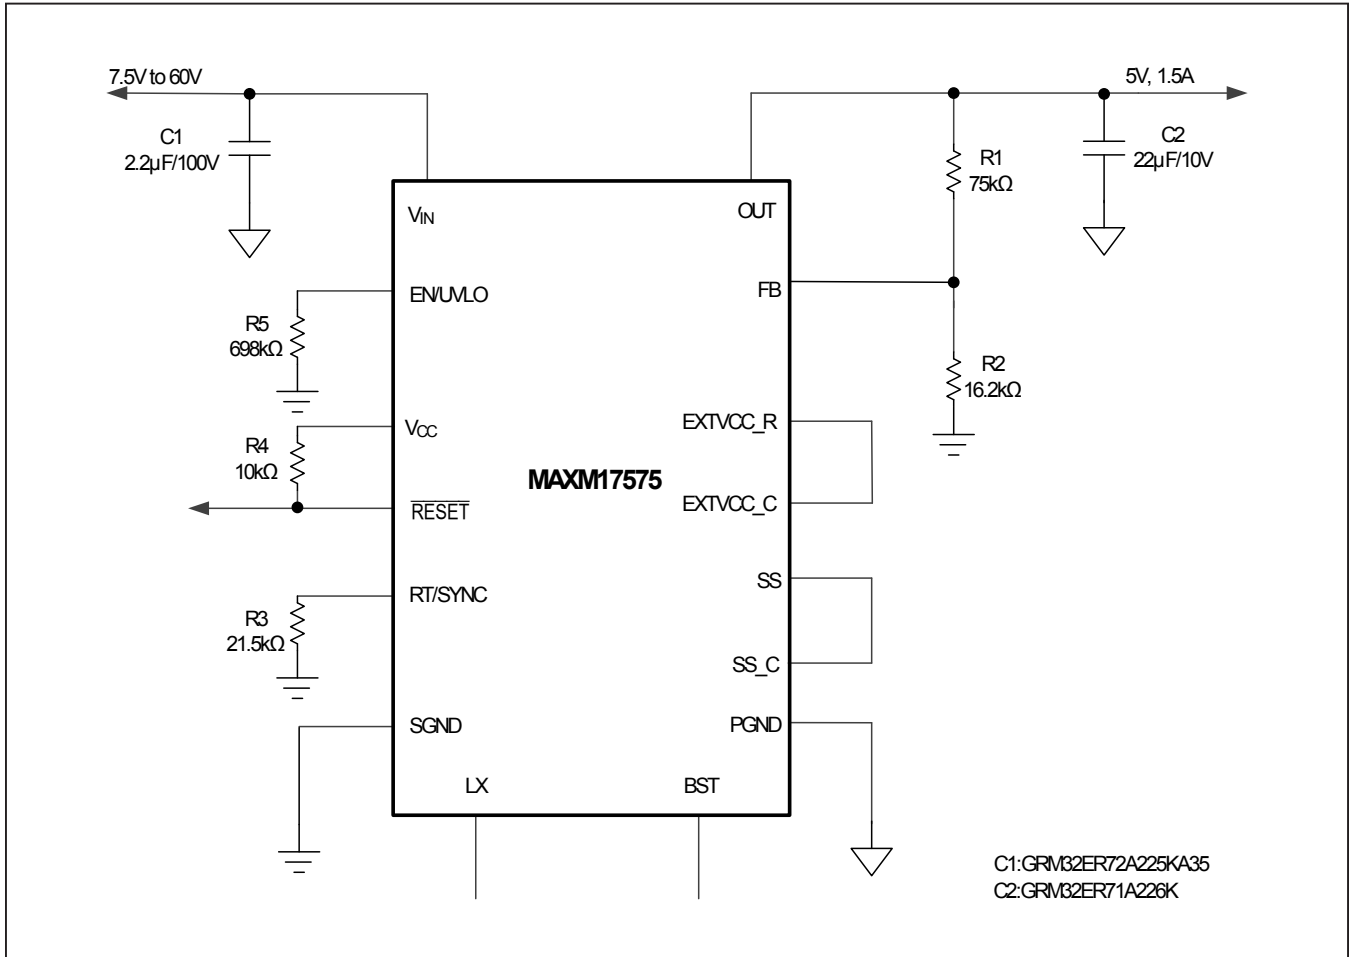 7.5V to 60V
5V, 1.5A
C1
2.2µF/100V
R1
75kΩ
C2
22µF/10V
VIN
OUT
EN/UVLO
FB
R5
698kΩ
R2
16.2kΩ
VCC
EXTVCC_R
R4
10kΩ
MAXM17575
RESET
EXTVCC_C
RT/SYNC
SS
R3
21.5kΩ
SS_C
SGND
PGND
LX
BST
C1:GRM32ER72A225KA35
C2:GRM32ER71A226K